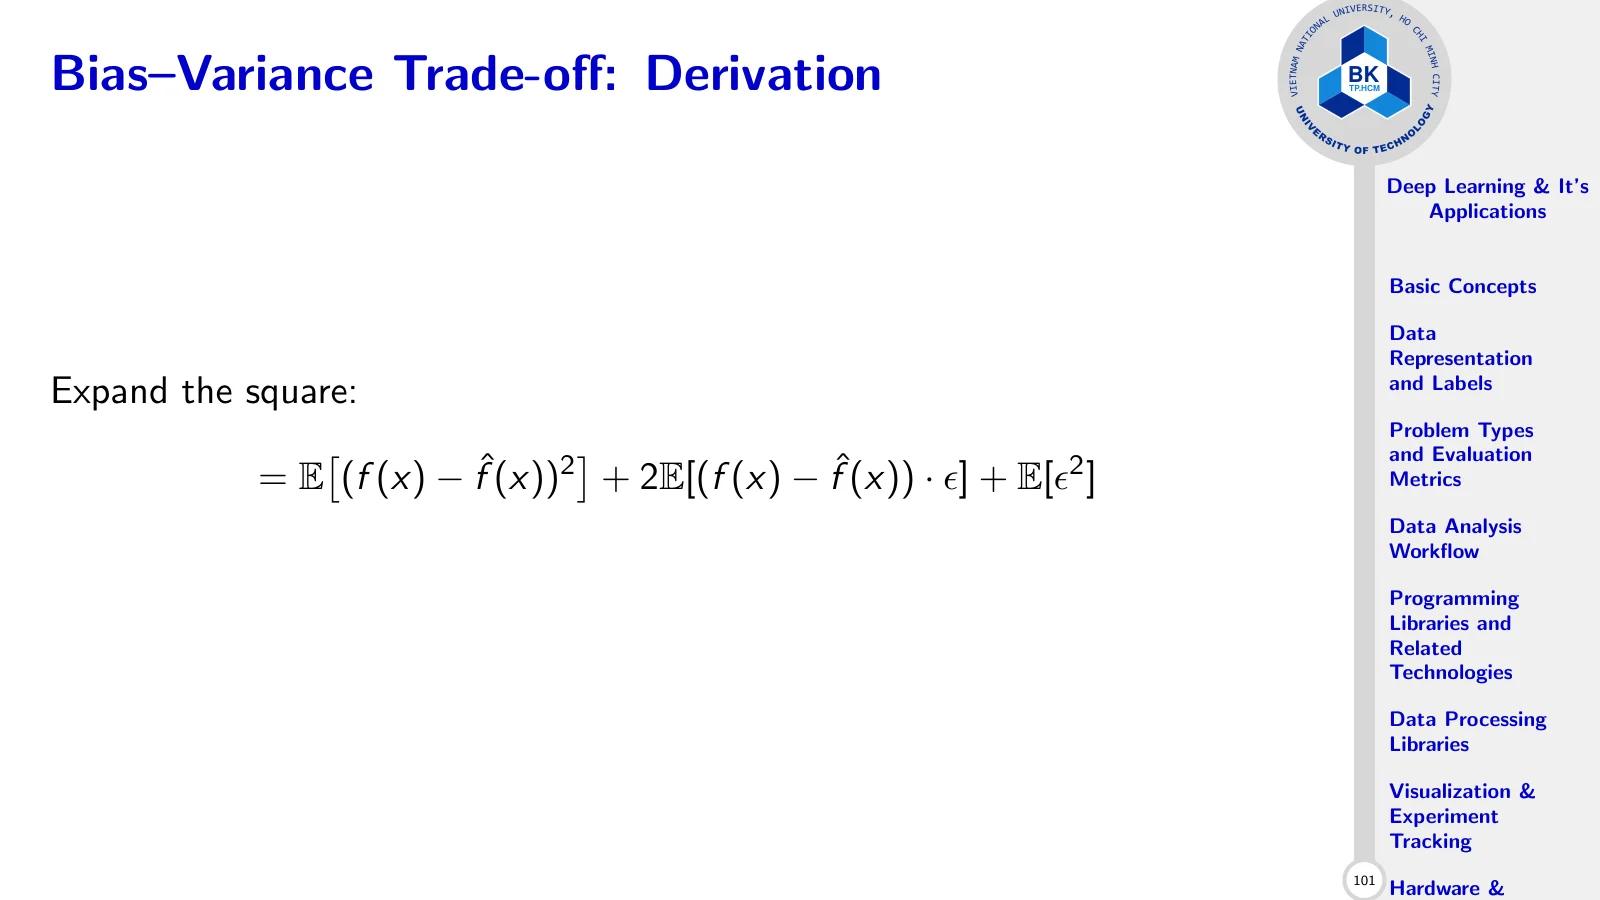 Bias–Variance Trade-off: Derivation
Expand the square:
= 𝔼[(f(x) − f̂(x))²] + 2𝔼[(f(x) − f̂(x)) · ϵ] + 𝔼[ϵ²]
VIETNAM NATIONAL UNIVERSITY, HO CHI MINH CITY
BK
TP.HCM
UNIVERSITY OF TECHNOLOGY
Deep Learning & It's
Applications
Basic Concepts
Data
Representation
and Labels
Problem Types
and Evaluation
Metrics
Data Analysis
Workflow
Programming
Libraries and
Related
Technologies
Data Processing
Libraries
Visualization &
Experiment
Tracking
Hardware &
101